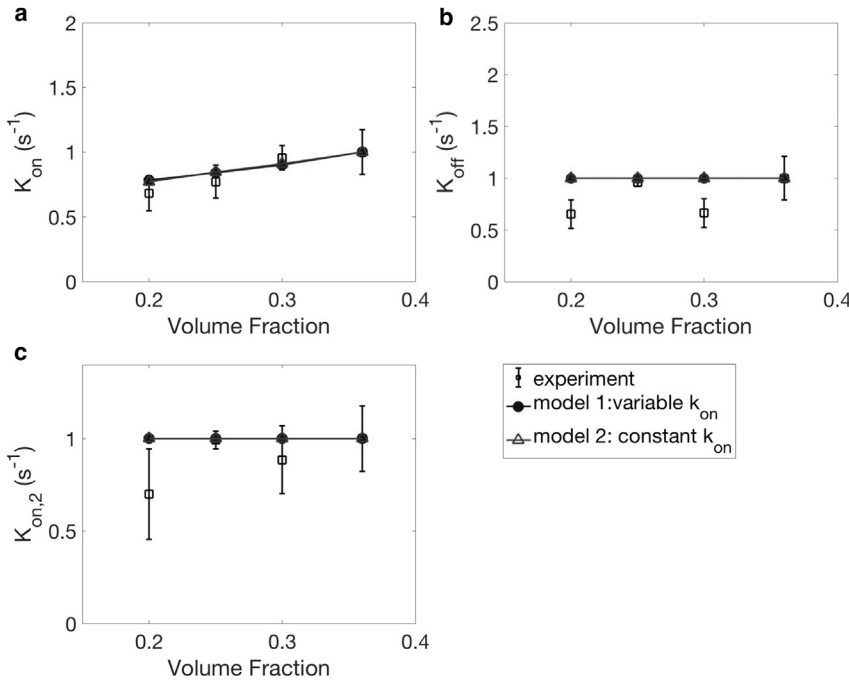 a
2
1.5
1
0.5
0
K_on (s^-1)
0.2 0.3 0.4
Volume Fraction
b
2.5
2
1.5
1
0.5
0
K_off (s^-1)
0.2 0.3 0.4
Volume Fraction
c
1
0.5
0
K_on,2 (s^-1)
0.2 0.3 0.4
Volume Fraction
experiment
model 1:variable k_on
model 2: constant k_on